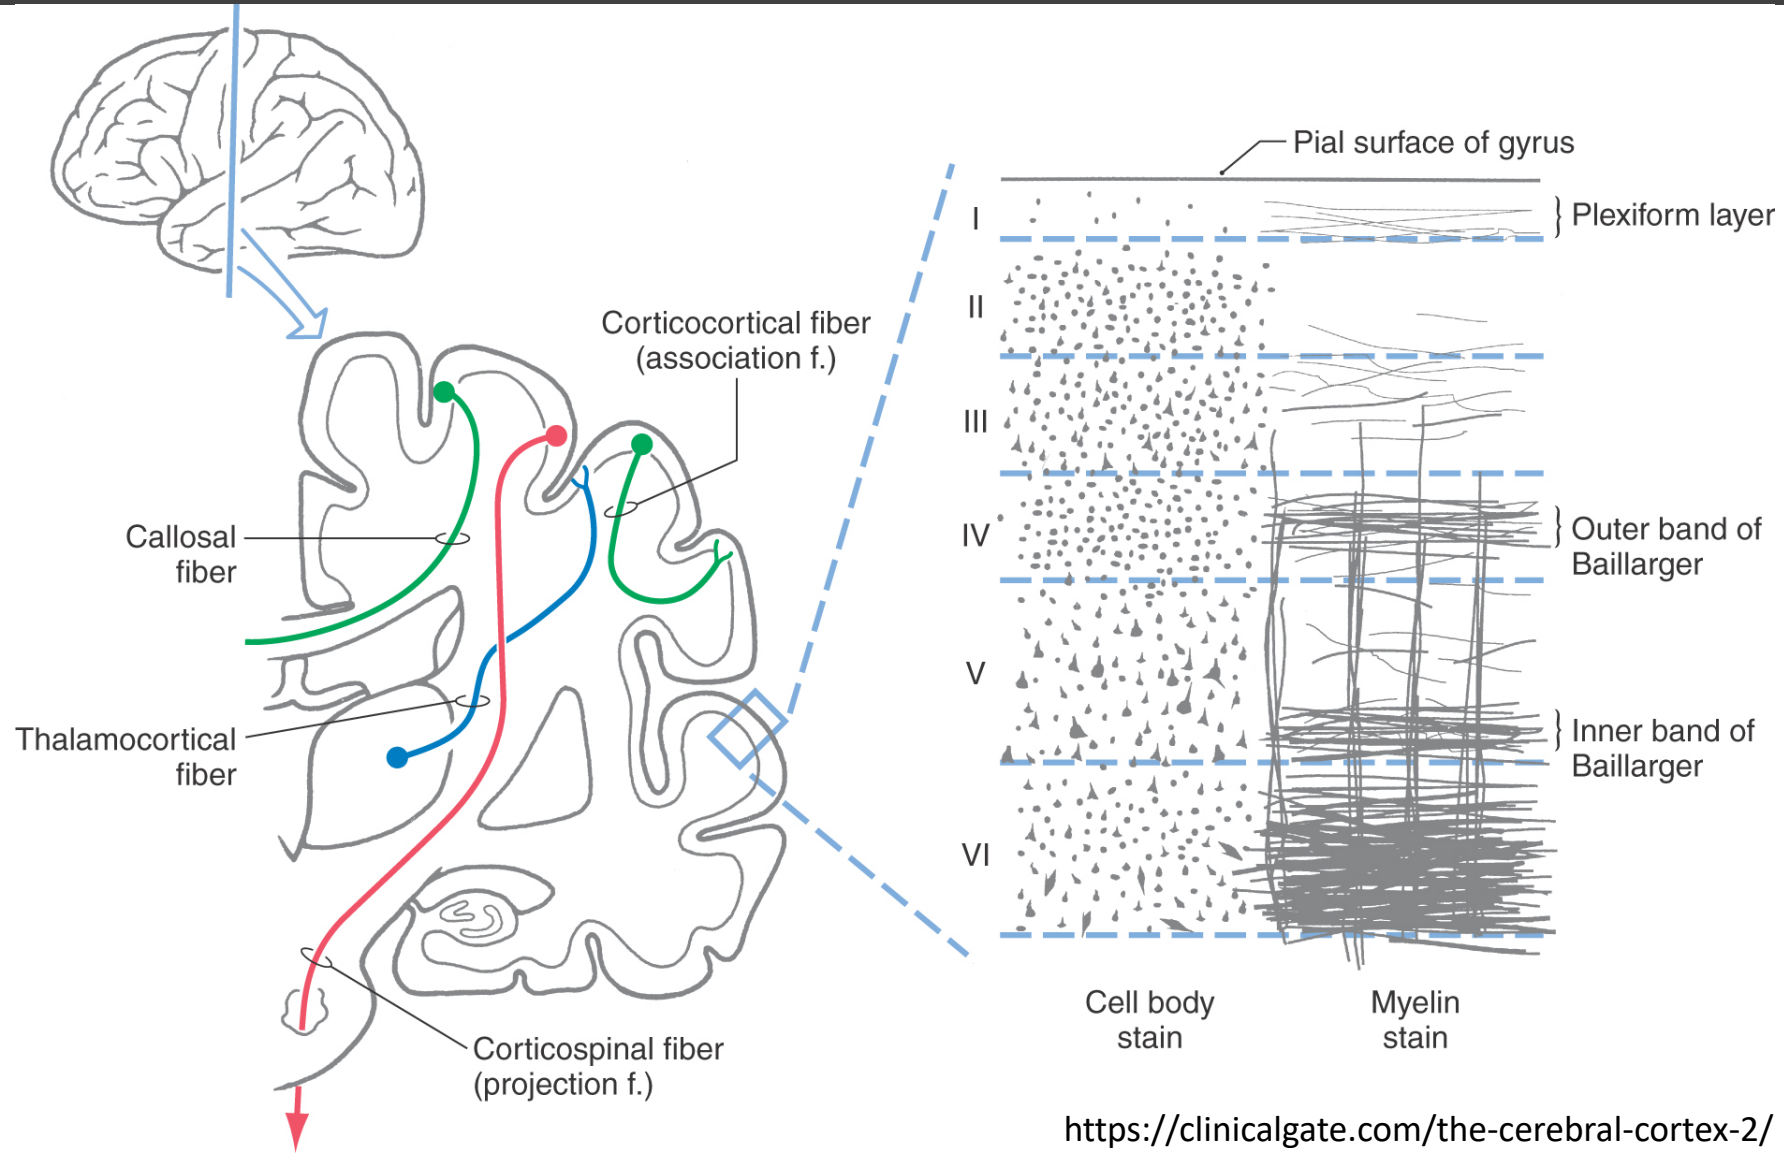 Pial surface of gyrus
I
Plexiform layer
II
Corticocortical fiber
(association f.)
III
Callosal
fiber
IV
Outer band of
Baillarger
V
Thalamocortical
fiber
Inner band of
Baillarger
VI
Cell body
stain
Myelin
stain
Corticospinal fiber
(projection f.)
https://clinicalgate.com/the-cerebral-cortex-2/